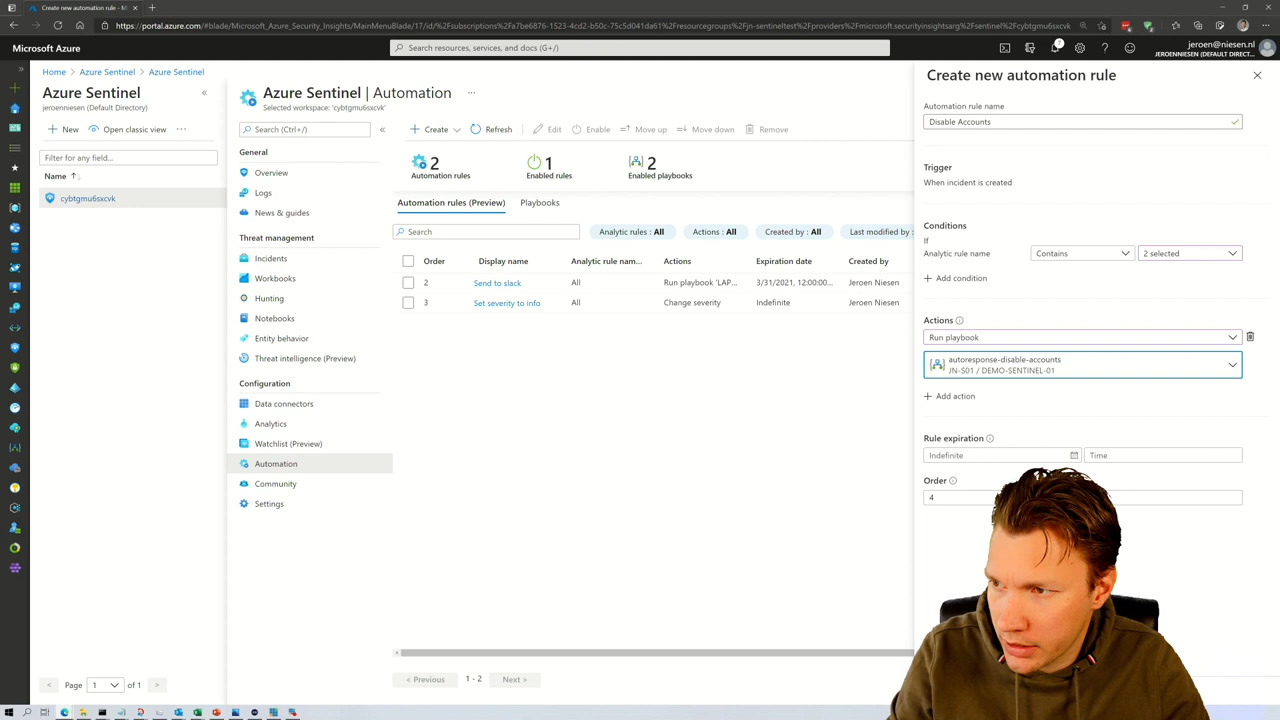 Create new automation rule - M
https://portal.azure.com/#blade/Microsoft_Azure_Security_Insights/MainMenuBlade/17/id/%2Fsubscriptions%2Fa7be6876-1523-4cd2-b50c-75c5d041da61%2Fresourcegroups%2Fjn-sentineltest%2Fproviders%2Fmicrosoft.securityinsightsarg%2Fsentinel%2Fcybtgmu6sxcvk
Microsoft Azure
Search resources, services, and docs (G+/)
jeroen@niesen.nl
JEROENNIESEN (DEFAULT DIRECT...
Home > Azure Sentinel > Azure Sentinel
Azure Sentinel
jeroenniesen (Default Directory)
New
Open classic view
Filter for any field...
Name
cybtgmu6sxcvk
Page 1 of 1
Azure Sentinel | Automation
Selected workspace: 'cybtgmu6sxcvk'
Search (Ctrl+/)
General
Overview
Logs
News & guides
Threat management
Incidents
Workbooks
Hunting
Notebooks
Entity behavior
Threat intelligence (Preview)
Configuration
Data connectors
Analytics
Watchlist (Preview)
Automation
Community
Settings
Create
Refresh
Edit
Enable
Move up
Move down
Remove
2
Automation rules
1
Enabled rules
2
Enabled playbooks
Automation rules (Preview)
Playbooks
Search
Analytic rules : All
Actions : All
Created by : All
Last modified by :
Order Display name Analytic rule nam... Actions Expiration date Created by
2 Send to slack All Run playbook 'LAP... 3/31/2021, 12:00:00... Jeroen Niesen
3 Set severity to info All Change severity Indefinite Jeroen Niesen
< Previous 1 - 2 Next >
Create new automation rule
Automation rule name
Disable Accounts
Trigger
When incident is created
Conditions
If
Analytic rule name Contains 2 selected
Add condition
Actions
Run playbook
autoresponse-disable-accounts
JN-S01 / DEMO-SENTINEL-01
Add action
Rule expiration
Indefinite Time
Order
4